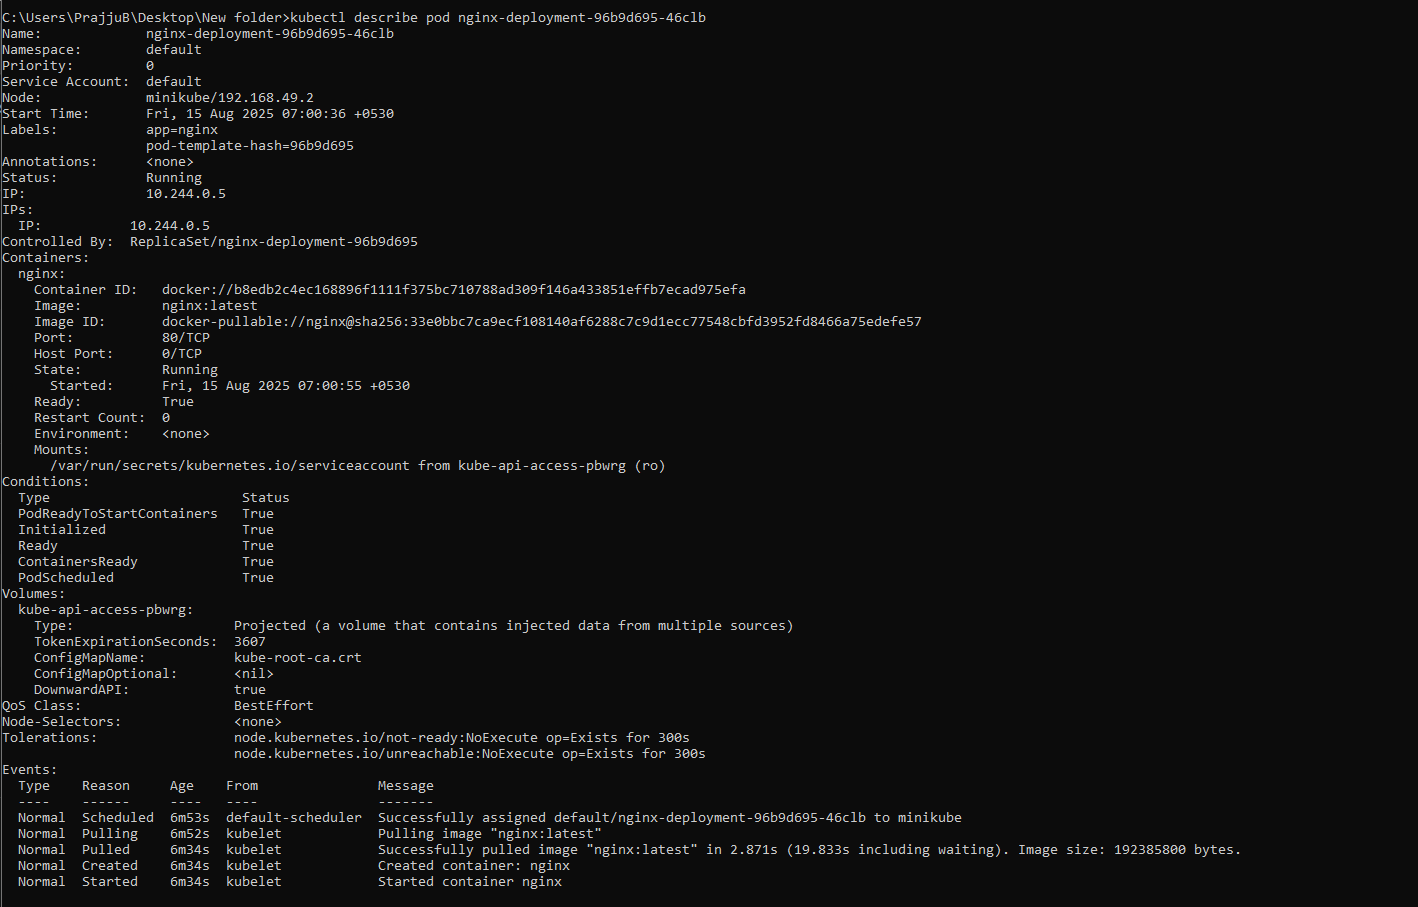 C:\Users\PrajjuB\Desktop\New folder>kubectl describe pod nginx-deployment-96b9d695-46clb
Name:             nginx-deployment-96b9d695-46clb
Namespace:        default
Priority:         0
Service Account:  default
Node:             minikube/192.168.49.2
Start Time:       Fri, 15 Aug 2025 07:00:36 +0530
Labels:           app=nginx
                  pod-template-hash=96b9d695
Annotations:      <none>
Status:           Running
IP:               10.244.0.5
IPs:
  IP:           10.244.0.5
Controlled By:  ReplicaSet/nginx-deployment-96b9d695
Containers:
  nginx:
    Container ID:   docker://b8edb2c4ec168896f1111f375bc710788ad309f146a433851effb7ecad975efa
    Image:          nginx:latest
    Image ID:       docker-pullable://nginx@sha256:33e0bbc7ca9ecf108140af6288c7c9d1ecc77548cbfd3952fd8466a75edefe57
    Port:           80/TCP
    Host Port:      0/TCP
    State:          Running
      Started:      Fri, 15 Aug 2025 07:00:55 +0530
    Ready:          True
    Restart Count:  0
    Environment:    <none>
    Mounts:
      /var/run/secrets/kubernetes.io/serviceaccount from kube-api-access-pbwrg (ro)
Conditions:
  Type                        Status
  PodReadyToStartContainers   True
  Initialized                 True
  Ready                       True
  ContainersReady             True
  PodScheduled                True
Volumes:
  kube-api-access-pbwrg:
    Type:                    Projected (a volume that contains injected data from multiple sources)
    TokenExpirationSeconds:  3607
    ConfigMapName:           kube-root-ca.crt
    ConfigMapOptional:       <nil>
    DownwardAPI:             true
QoS Class:                   BestEffort
Node-Selectors:              <none>
Tolerations:                 node.kubernetes.io/not-ready:NoExecute op=Exists for 300s
                             node.kubernetes.io/unreachable:NoExecute op=Exists for 300s
Events:
  Type    Reason     Age    From               Message
  ----    ------     ----   ----               -------
  Normal  Scheduled  6m53s  default-scheduler  Successfully assigned default/nginx-deployment-96b9d695-46clb to minikube
  Normal  Pulling    6m52s  kubelet            Pulling image "nginx:latest"
  Normal  Pulled     6m34s  kubelet            Successfully pulled image "nginx:latest" in 2.871s (19.833s including waiting). Image size: 192385800 bytes.
  Normal  Created    6m34s  kubelet            Created container: nginx
  Normal  Started    6m34s  kubelet            Started container nginx